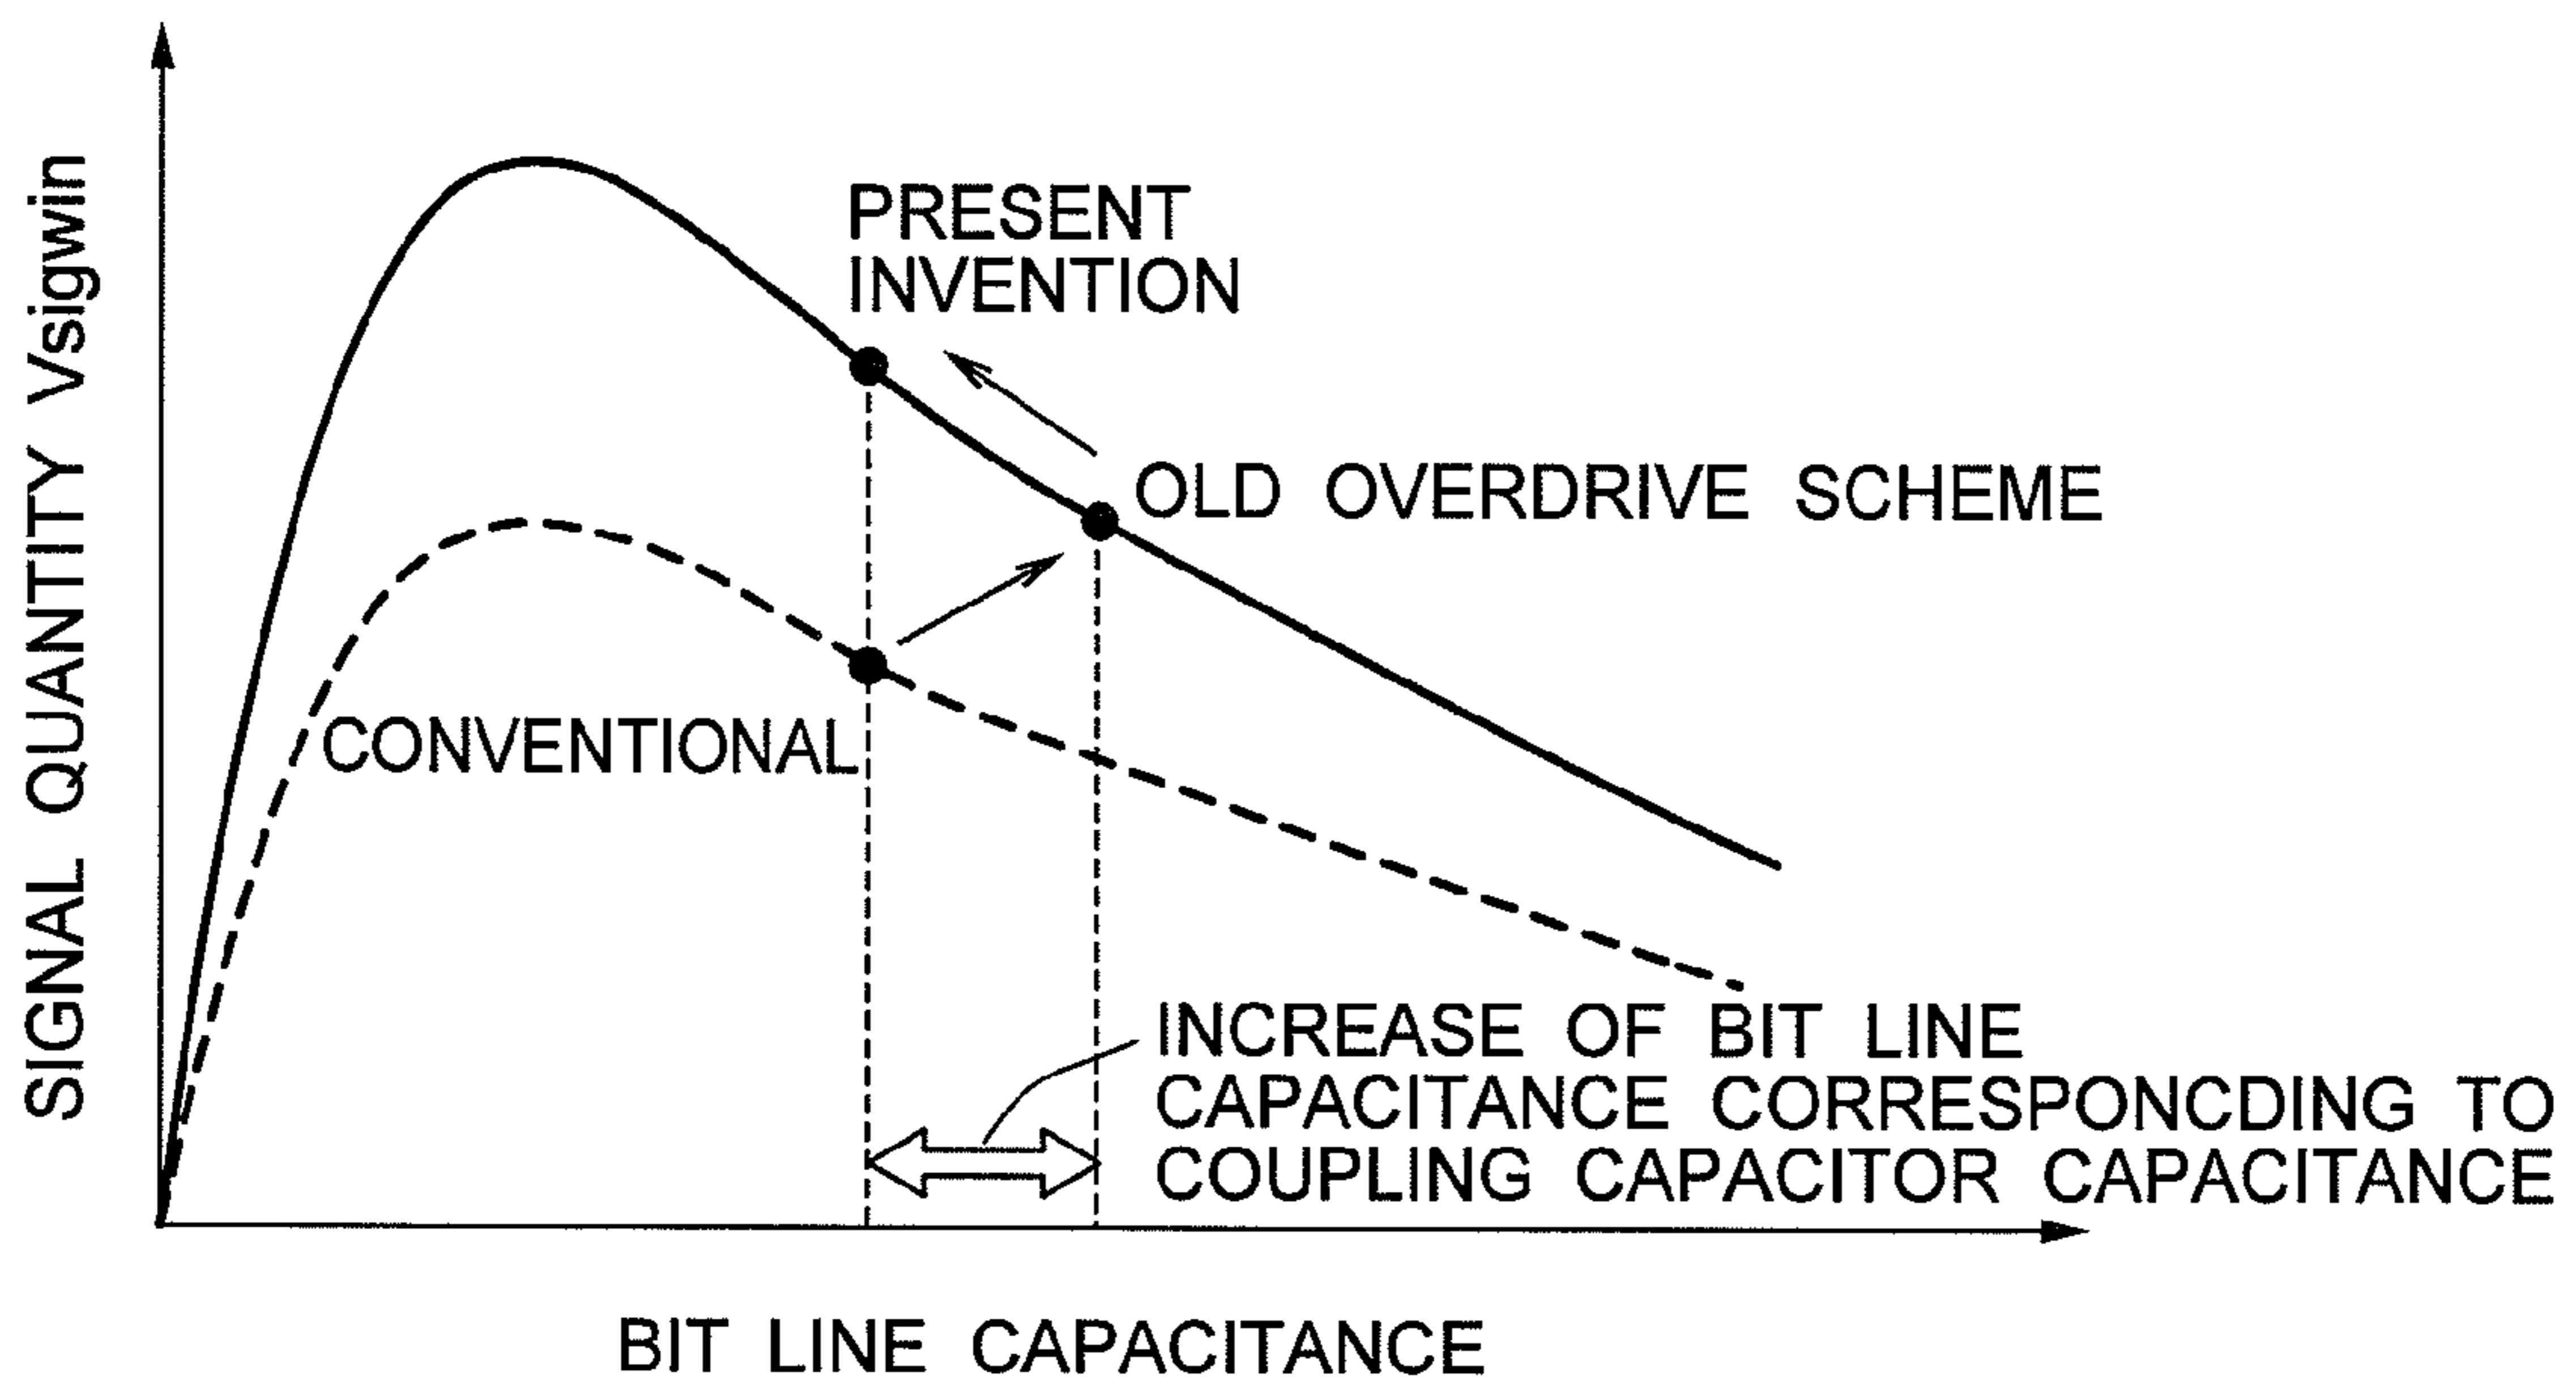 SIGNAL QUANTITY Vsigwin
PRESENT
INVENTION
OLD OVERDRIVE SCHEME
CONVENTIONAL
INCREASE OF BIT LINE
CAPACITANCE CORRESPONCDING TO
COUPLING CAPACITOR CAPACITANCE
BIT LINE CAPACITANCE